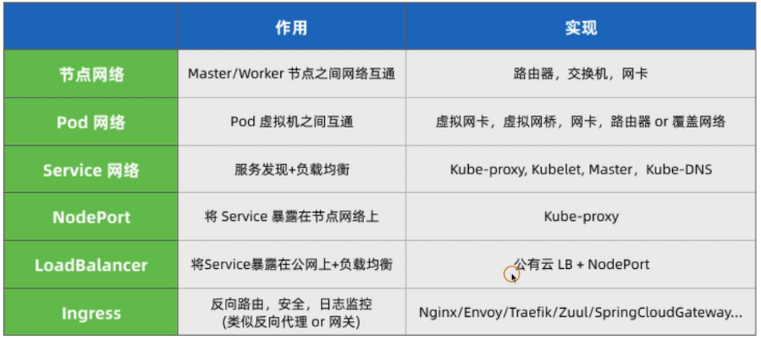 作用 实现
节点网络 Master/Worker 节点之间网络互通 路由器，交换机，网卡
Pod 网络 Pod 虚拟机之间互通 虚拟网卡，虚拟网桥，网卡，路由器 or 覆盖网络
Service 网络 服务发现+负载均衡 Kube-proxy, Kubelet, Master，Kube-DNS
NodePort 将 Service 暴露在节点网络上 Kube-proxy
LoadBalancer 将Service暴露在公网上+负载均衡 公有云 LB + NodePort
Ingress 反向路由，安全，日志监控 Nginx/Envoy/Traefik/Zuul/SpringCloudGateway...
(类似反向代理 or 网关)